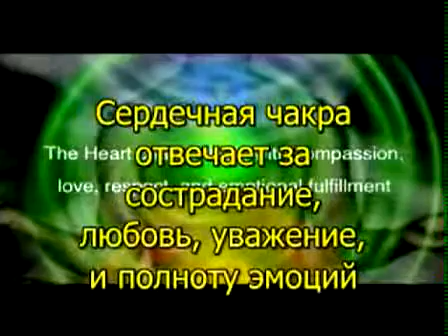 Сердечная чакра
The Heart compassion,
отвечает за
love, respect, and emotional fulfillment
сострадание,
любовь, уважение,
и полноту эмоций